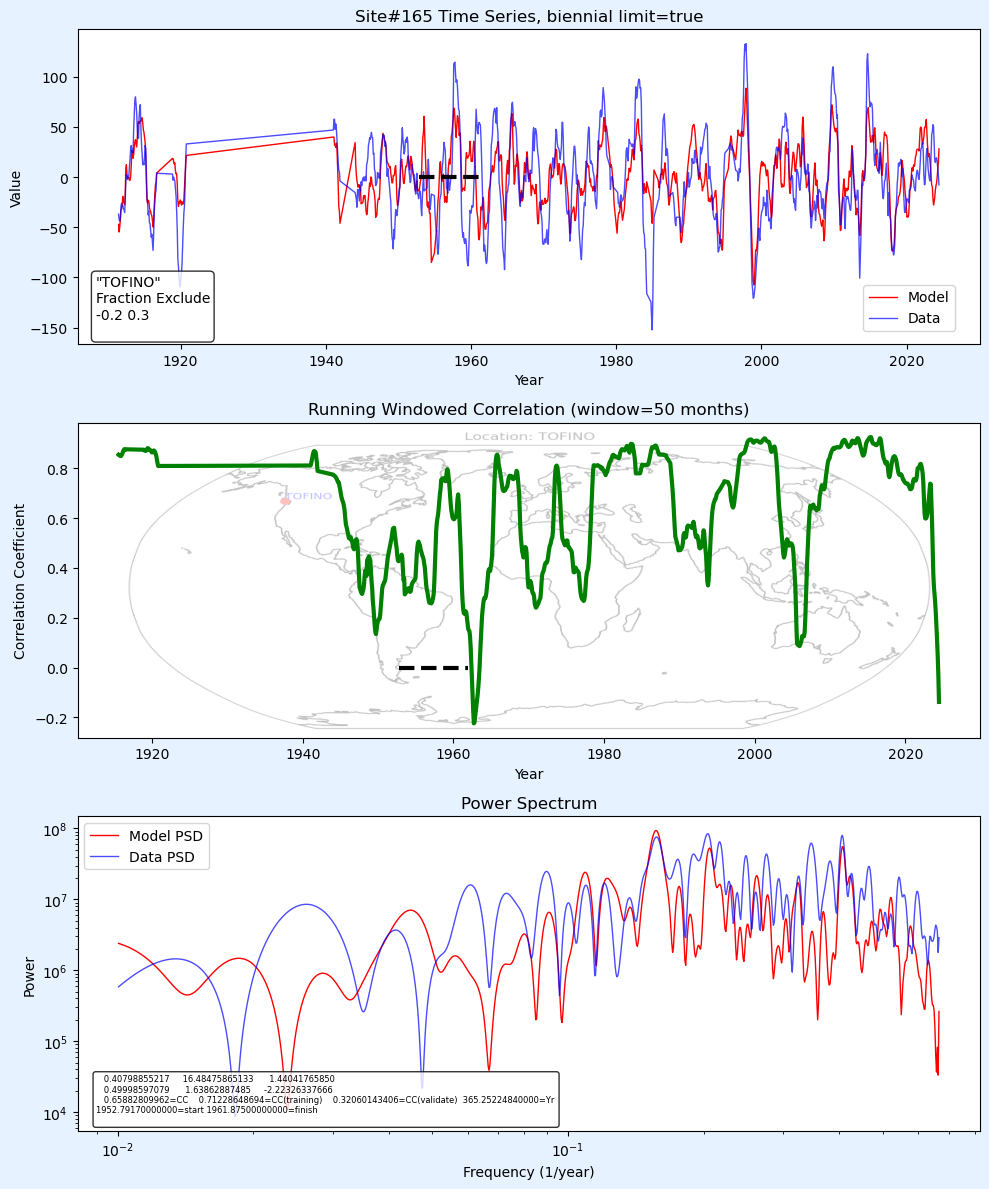 Site#165 Time Series, biennial limit=true
Value
100
50
0
−50
−100
−150
"TOFINO"
Fraction Exclude
-0.2 0.3
Model
Data
1920
1940
1960
1980
2000
2020
Year
Running Windowed Correlation (window=50 months)
Location: TOFINO
TOFINO
Correlation Coefficient
0.8
0.6
0.4
0.2
0.0
−0.2
1920
1940
1960
1980
2000
2020
Year
Power Spectrum
Model PSD
Data PSD
Power
10^8
10^7
10^6
10^5
10^4
0.40798855217 16.48475865133 1.44041765850
0.49998597079 1.63862887485 -2.22326337666
0.65882809962=CC 0.71228648694=CC(training) 0.32060143406=CC(validate) 365.25224840000=Yr
1952.79170000000=start 1961.87500000000=finish
10^−2
10^−1
Frequency (1/year)